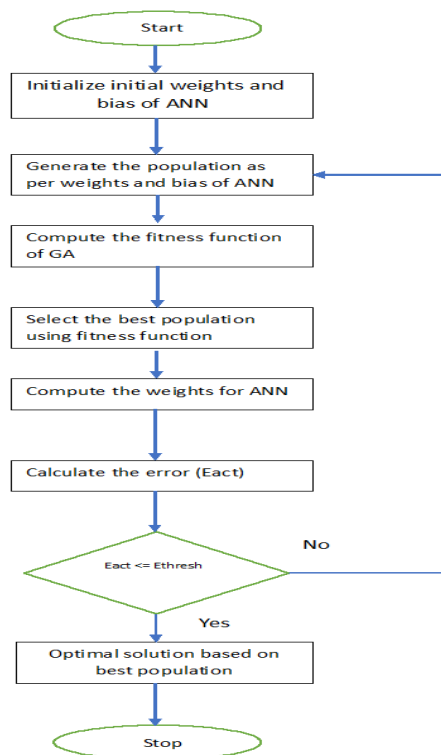 Start
Initialize initial weights and
bias of ANN
Generate the population as
per weights and bias of ANN
Compute the fitness function
of GA
Select the best population
using fitness function
Compute the weights for ANN
Calculate the error (Eact)
Eact <= Ethresh
No
Yes
Optimal solution based on
best population
Stop